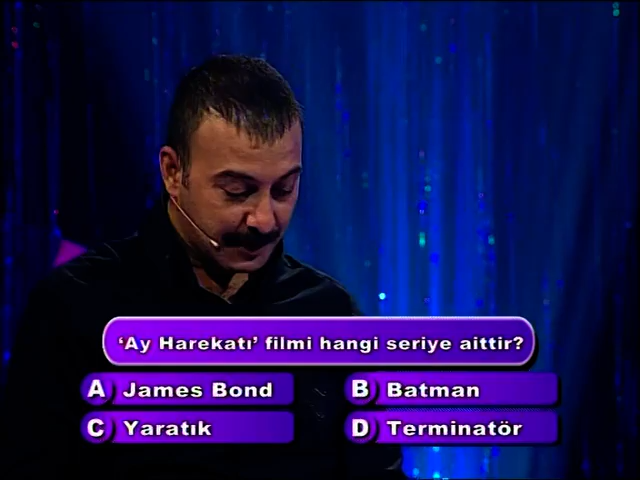 ‘Ay Harekatı’ filmi hangi seriye aittir?
A James Bond
B Batman
C Yaratık
D Terminatör